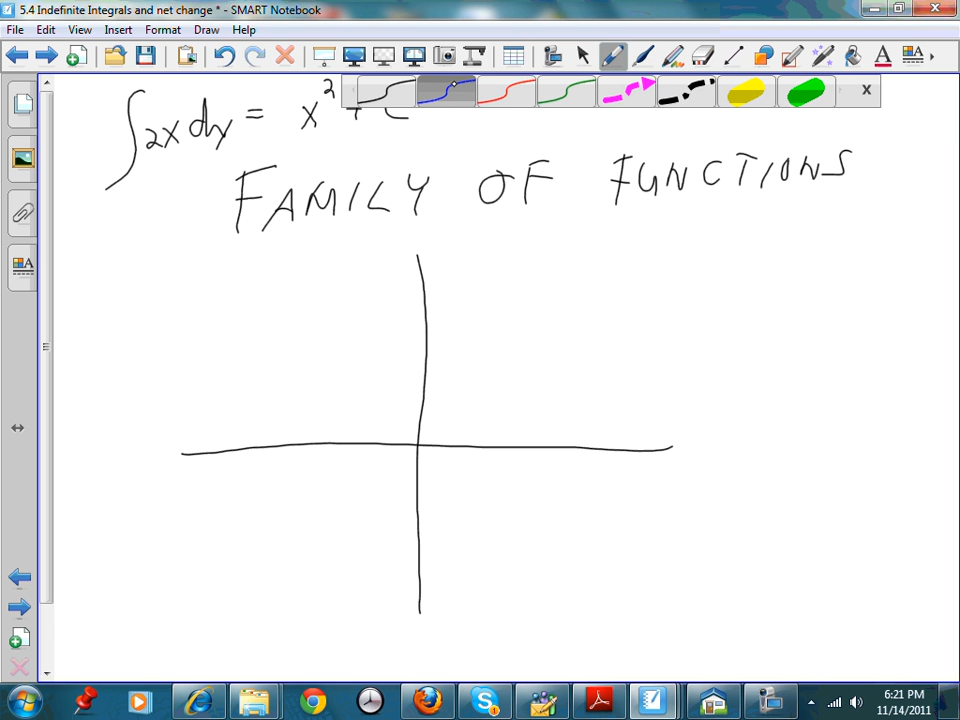 5.4 Indefinite Integrals and net change * - SMART Notebook
File Edit View Insert Format Draw Help
∫2x dx = x² + C
FAMILY OF FUNCTIONS
6:21 PM
11/14/2011